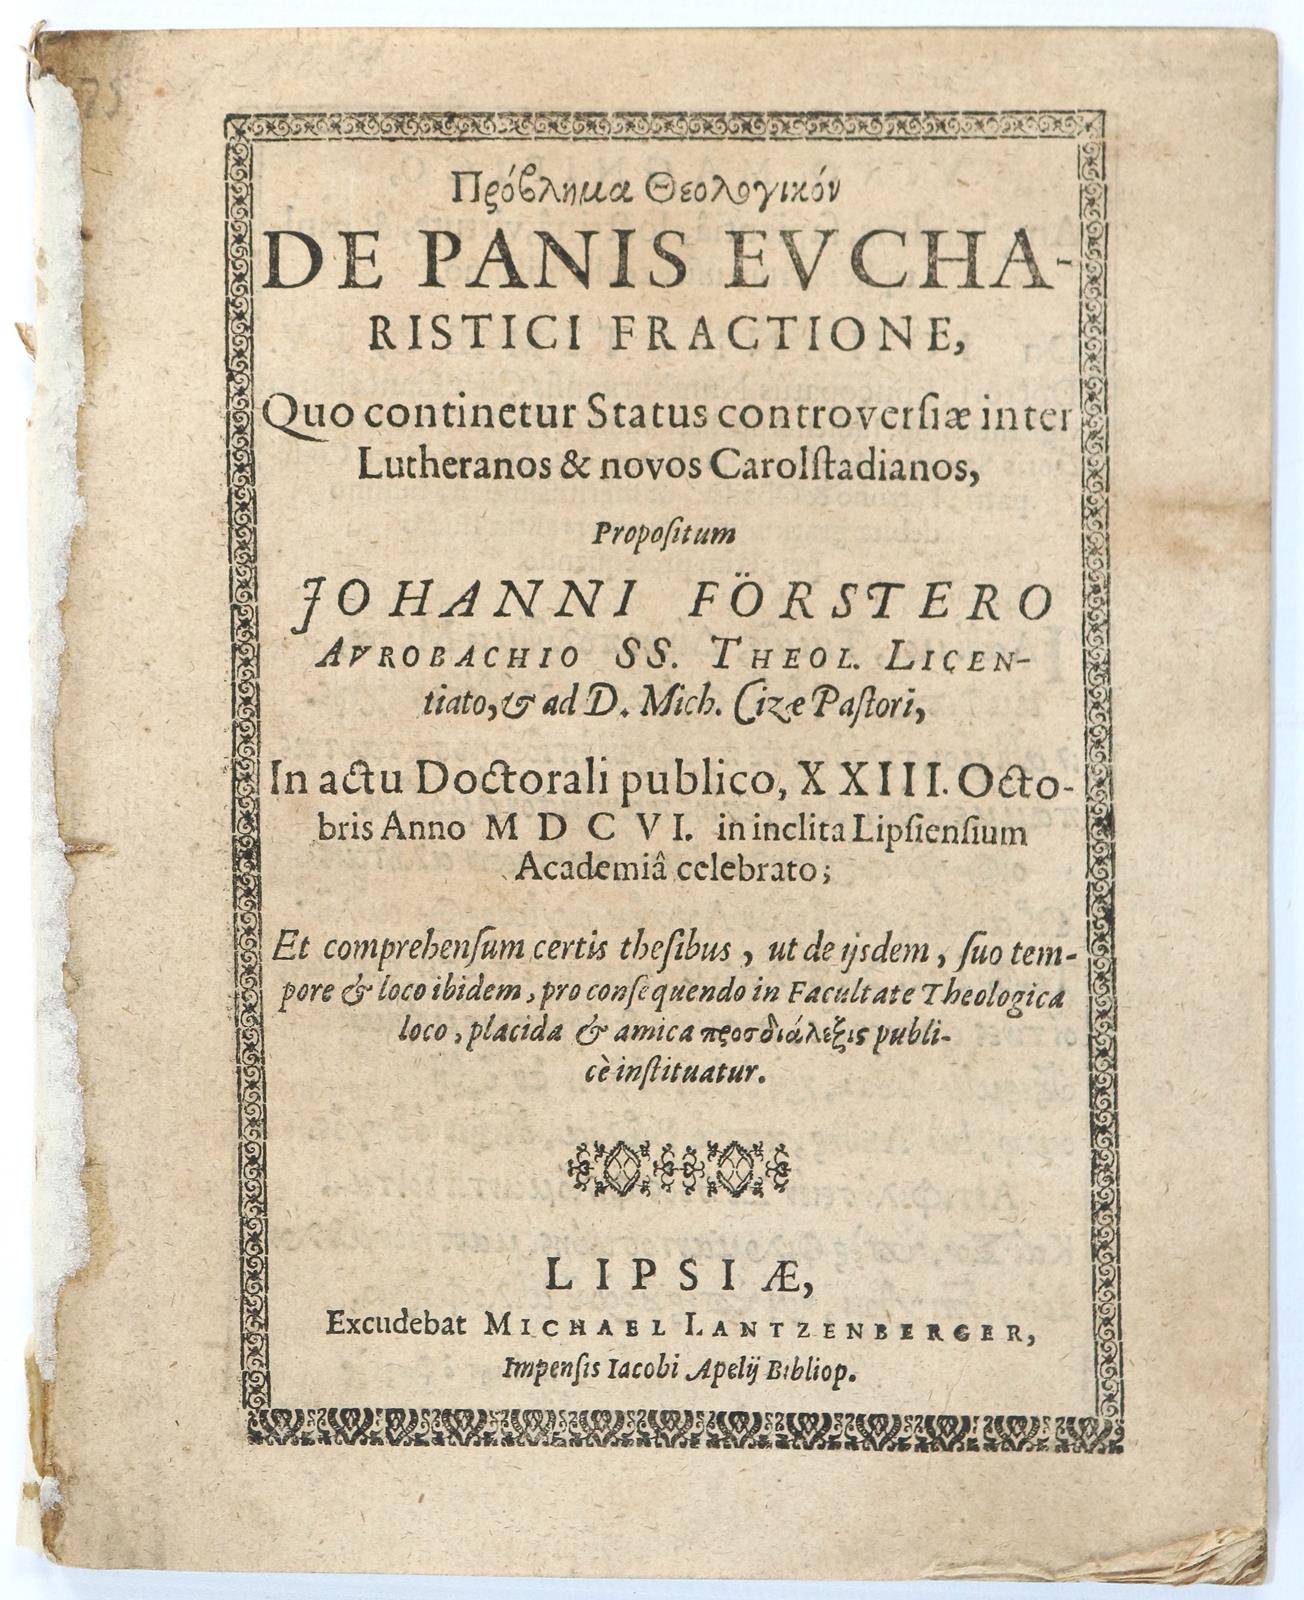 75
Πρόβλημα Θεολογικόν
DE PANIS EVCHA-
RISTICI FRACTIONE,
Quo continetur Status controverſiæ inter
Lutheranos & novos Carolſtadianos,
Propoſitum
JOHANNI FÖRSTERO
AVROBACHIO SS. THEOL. LICEN-
tiato, & ad D. Mich. Cizæ Paſtori,
In actu Doctorali publico, XXIII. Octo-
bris Anno MDCVI. in inclita Lipſienſium
Academiâ celebrato;
Et comprehenſum certis theſibus, ut de ijsdem, ſuo tem-
pore & loco ibidem, pro conſequendo in Facultate Theologica
loco, placida & amica προσδιάλεξις publi-
cè inſtituatur.
LIPSIÆ,
Excudebat MICHAEL LANTZENBERGER,
Impenſis Iacobi Apelij Bibliop.